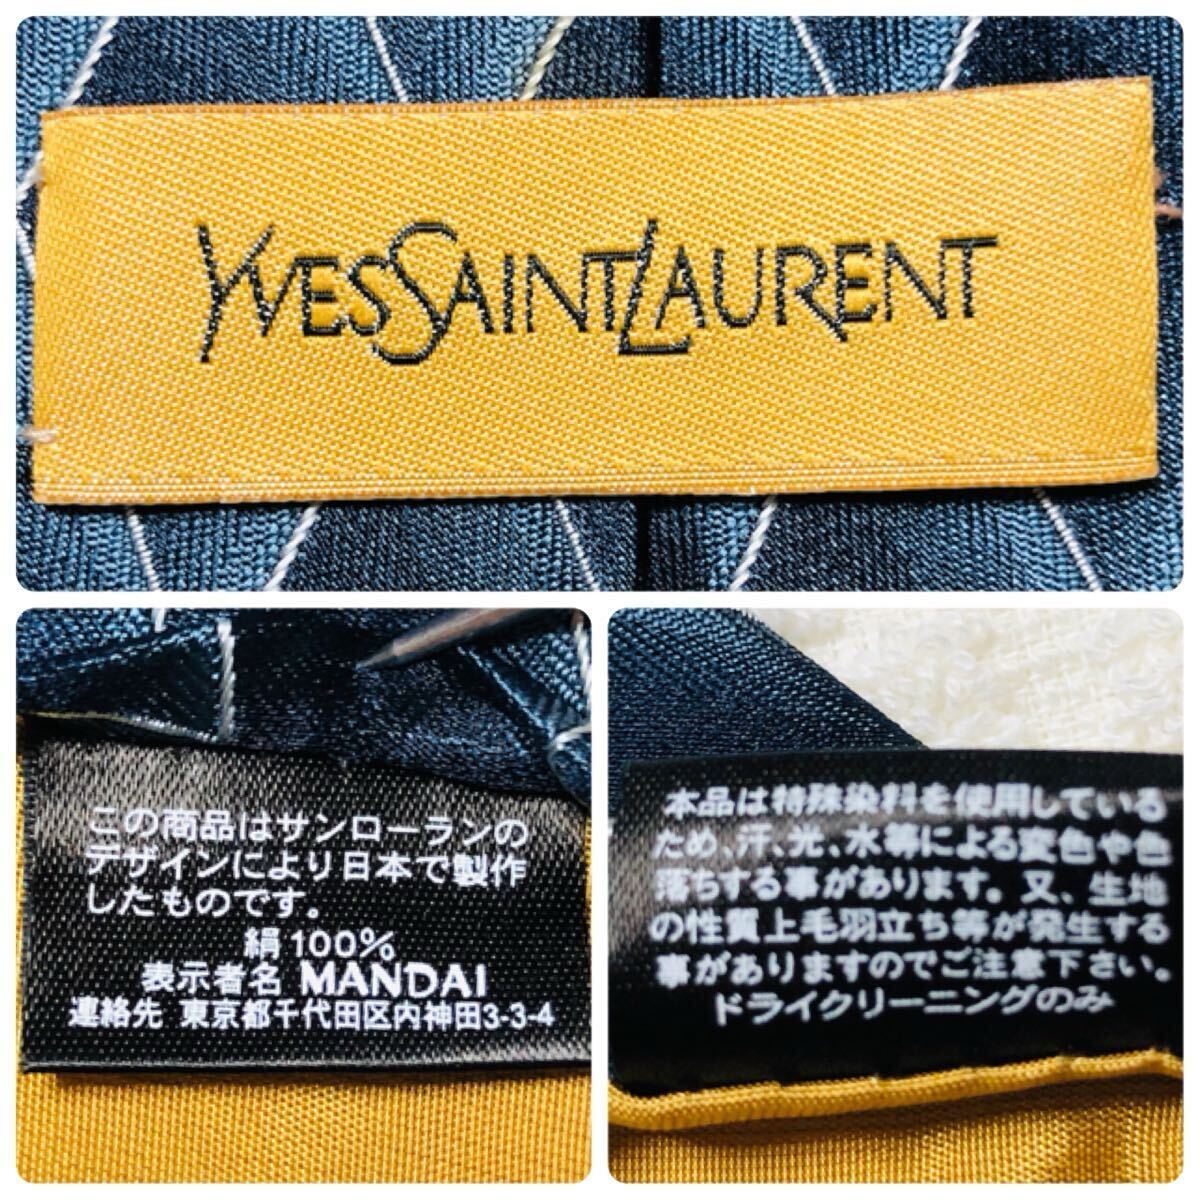 YVESSAINTLAURENT
この商品はサンローランの
デザインにより日本で製作
したものです。
絹100%
表示者名 MANDAI
連絡先 東京都千代田区内神田3-3-4
本品は特殊染料を使用している
ため、汗、光、水等による変色や色
落ちする事があります。又、生地
の性質上毛羽立ち等が発生する
事がありますのでご注意下さい。
ドライクリーニングのみ